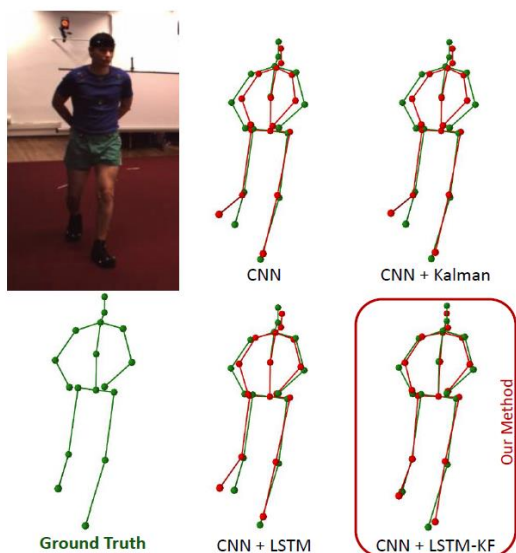 CNN
CNN + Kalman
Ground Truth
CNN + LSTM
CNN + LSTM-KF
Our Method